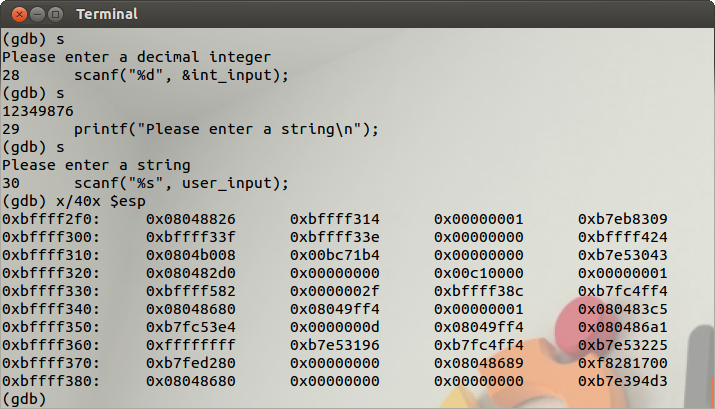 Terminal
(gdb) s
Please enter a decimal integer
28      scanf("%d", &int_input);
(gdb) s
12349876
29      printf("Please enter a string\n");
(gdb) s
Please enter a string
30      scanf("%s", user_input);
(gdb) x/40x $esp
0xbffff2f0:     0x08048826      0xbffff314      0x00000001      0xb7eb8309
0xbffff300:     0xbffff33f      0xbffff33e      0x00000000      0xbffff424
0xbffff310:     0x0804b008      0x00bc71b4      0x00000000      0xb7e53043
0xbffff320:     0x080482d0      0x00000000      0x00c10000      0x00000001
0xbffff330:     0xbffff582      0x0000002f      0xbffff38c      0xb7fc4ff4
0xbffff340:     0x08048680      0x08049ff4      0x00000001      0x080483c5
0xbffff350:     0xb7fc53e4      0x0000000d      0x08049ff4      0x080486a1
0xbffff360:     0xffffffff      0xb7e53196      0xb7fc4ff4      0xb7e53225
0xbffff370:     0xb7fed280      0x00000000      0x08048689      0xf8281700
0xbffff380:     0x08048680      0x00000000      0x00000000      0xb7e394d3
(gdb)